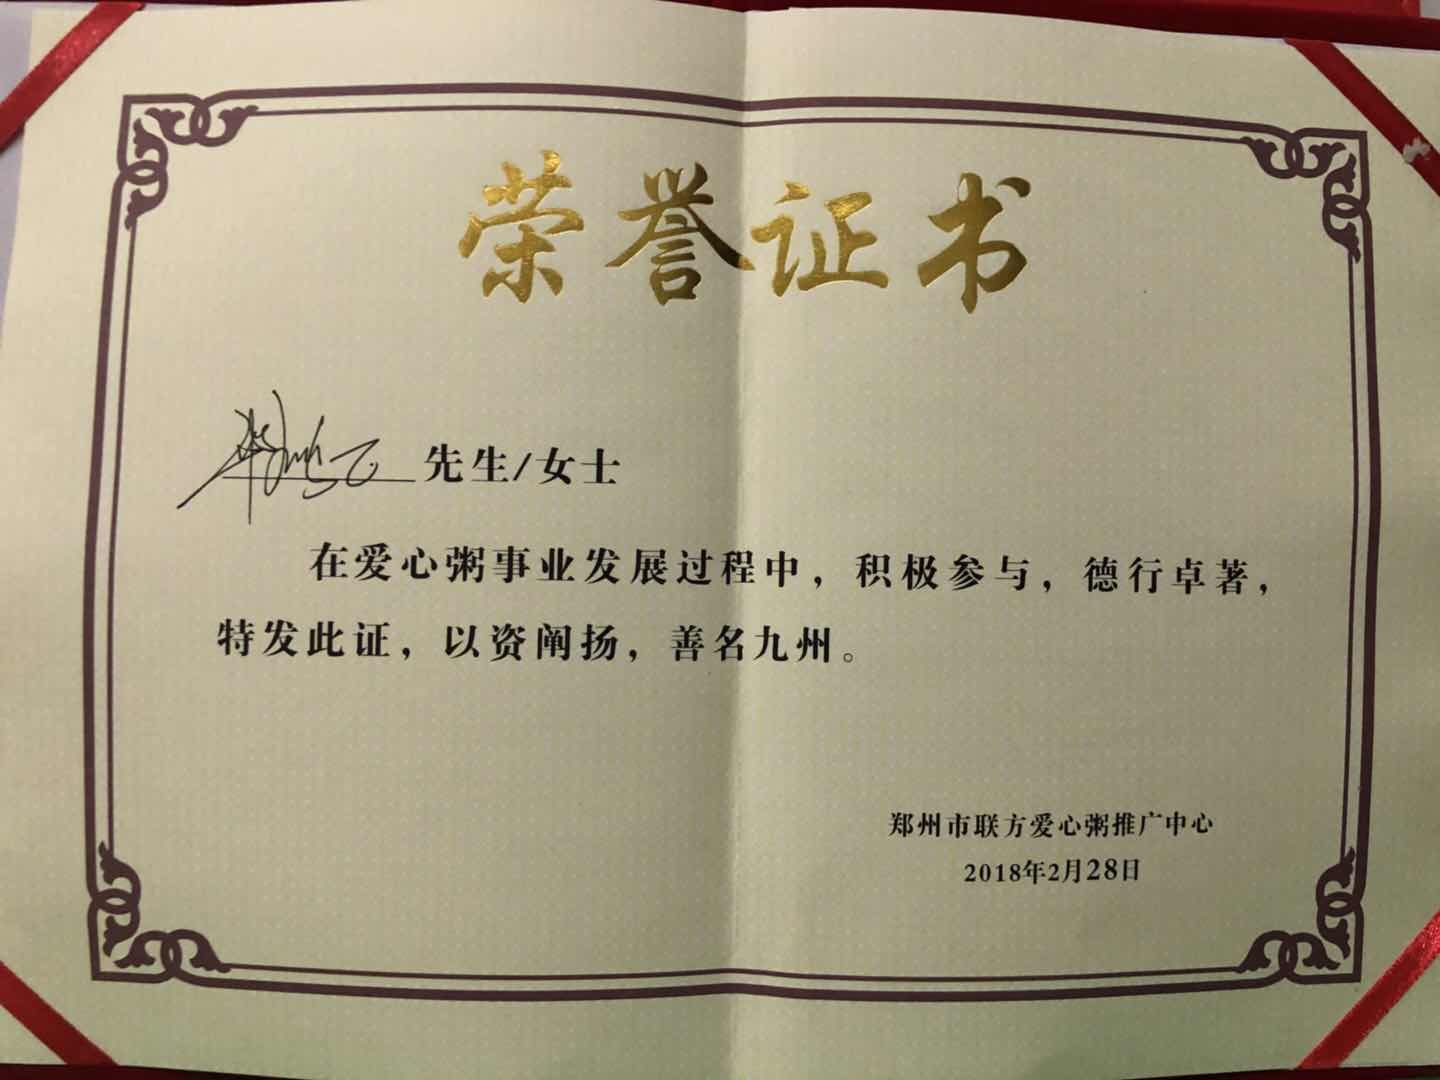 荣誉证书
先生/女士
在爱心粥事业发展过程中，积极参与，德行卓著，
特发此证，以资阐扬，善名九州。
郑州市联方爱心粥推广中心
2018年2月28日